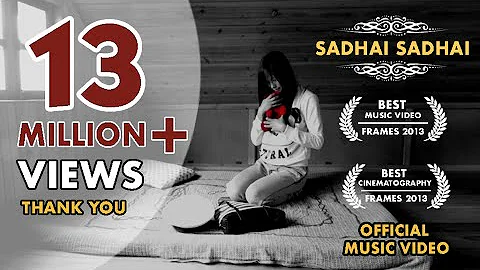 13
MILLION+
VIEWS
THANK YOU
SADHAI SADHAI
BEST
MUSIC VIDEO
FRAMES 2013
BEST
CINEMATOGRAPHY
FRAMES 2013
OFFICIAL
MUSIC VIDEO